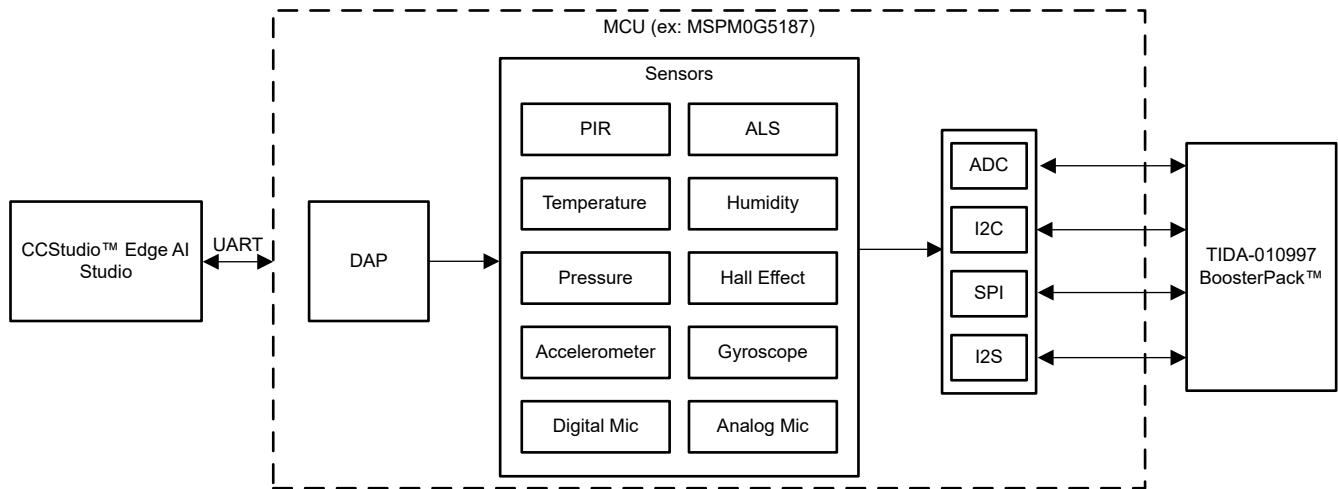 MCU (ex: MSPM0G5187)
Sensors
PIR
ALS
ADC
Temperature
Humidity
I2C
CCStudio™ Edge AI
Studio
UART
DAP
Pressure
Hall Effect
SPI
TIDA-010997
BoosterPack™
Accelerometer
Gyroscope
I2S
Digital Mic
Analog Mic